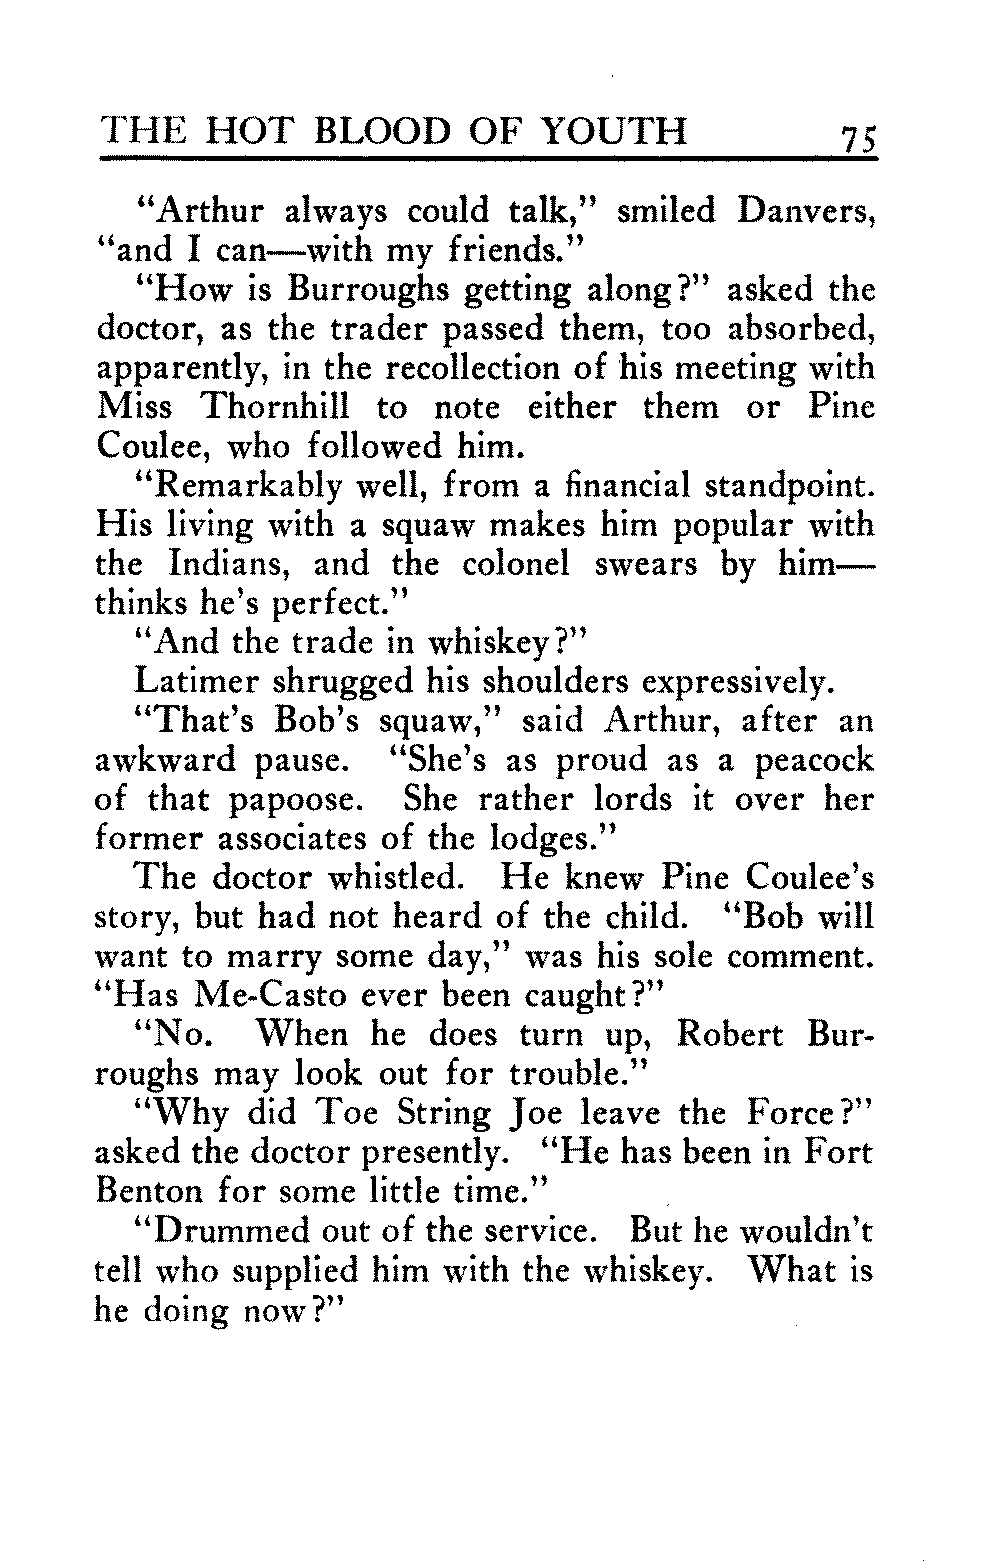 THE HOT BLOOD OF YOUTH 75
“Arthur always could talk,” smiled Danvers,
“and I can—with my friends.”
“How is Burroughs getting along?” asked the
doctor, as the trader passed them, too absorbed,
apparently, in the recollection of his meeting with
Miss Thornhill to note either them or Pine
Coulee, who followed him.
“Remarkably well, from a financial standpoint.
His living with a squaw makes him popular with
the Indians, and the colonel swears by him—
thinks he’s perfect.”
“And the trade in whiskey?”
Latimer shrugged his shoulders expressively.
“That’s Bob’s squaw,” said Arthur, after an
awkward pause. “She’s as proud as a peacock
of that papoose. She rather lords it over her
former associates of the lodges.”
The doctor whistled. He knew Pine Coulee’s
story, but had not heard of the child. “Bob will
want to marry some day,” was his sole comment.
“Has Me-Casto ever been caught?”
“No. When he does turn up, Robert Bur-
roughs may look out for trouble.”
“Why did Toe String Joe leave the Force?”
asked the doctor presently. “He has been in Fort
Benton for some little time.”
“Drummed out of the service. But he wouldn’t
tell who supplied him with the whiskey. What is
he doing now?”